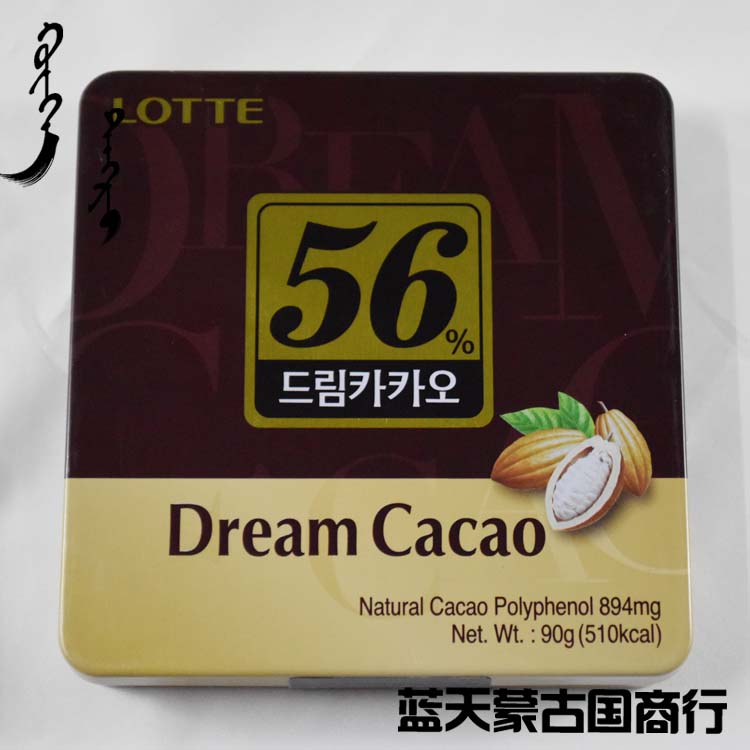 LOTTE
56%
드림카카오
Dream Cacao
Natural Cacao Polyphenol 894mg
Net. Wt. : 90g(510kcal)
蓝天蒙古国商行